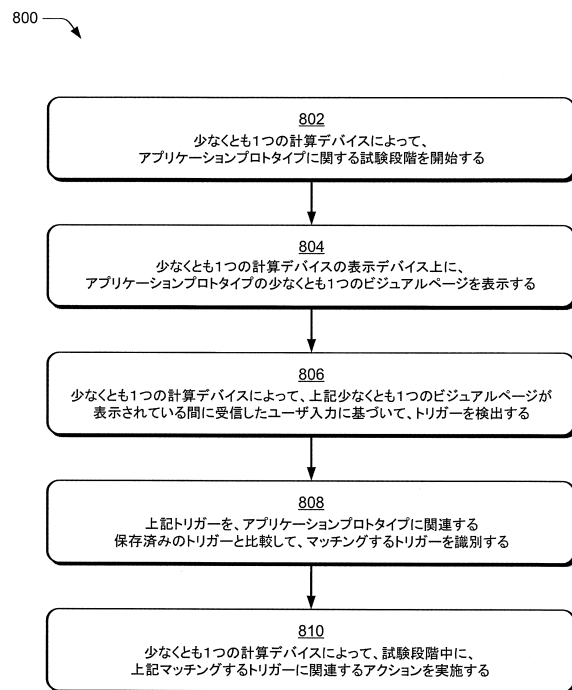 800
802
少なくとも1つの計算デバイスによって、
アプリケーションプロトタイプに関する試験段階を開始する
804
少なくとも1つの計算デバイスの表示デバイス上に、
アプリケーションプロトタイプの少なくとも1つのビジュアルページを表示する
806
少なくとも1つの計算デバイスによって、上記少なくとも1つのビジュアルページが
表示されている間に受信したユーザ入力に基づいて、トリガーを検出する
808
上記トリガーを、アプリケーションプロトタイプに関連する
保存済みのトリガーと比較して、マッチングするトリガーを識別する
810
少なくとも1つの計算デバイスによって、試験段階中に、
上記マッチングするトリガーに関連するアクションを実施する